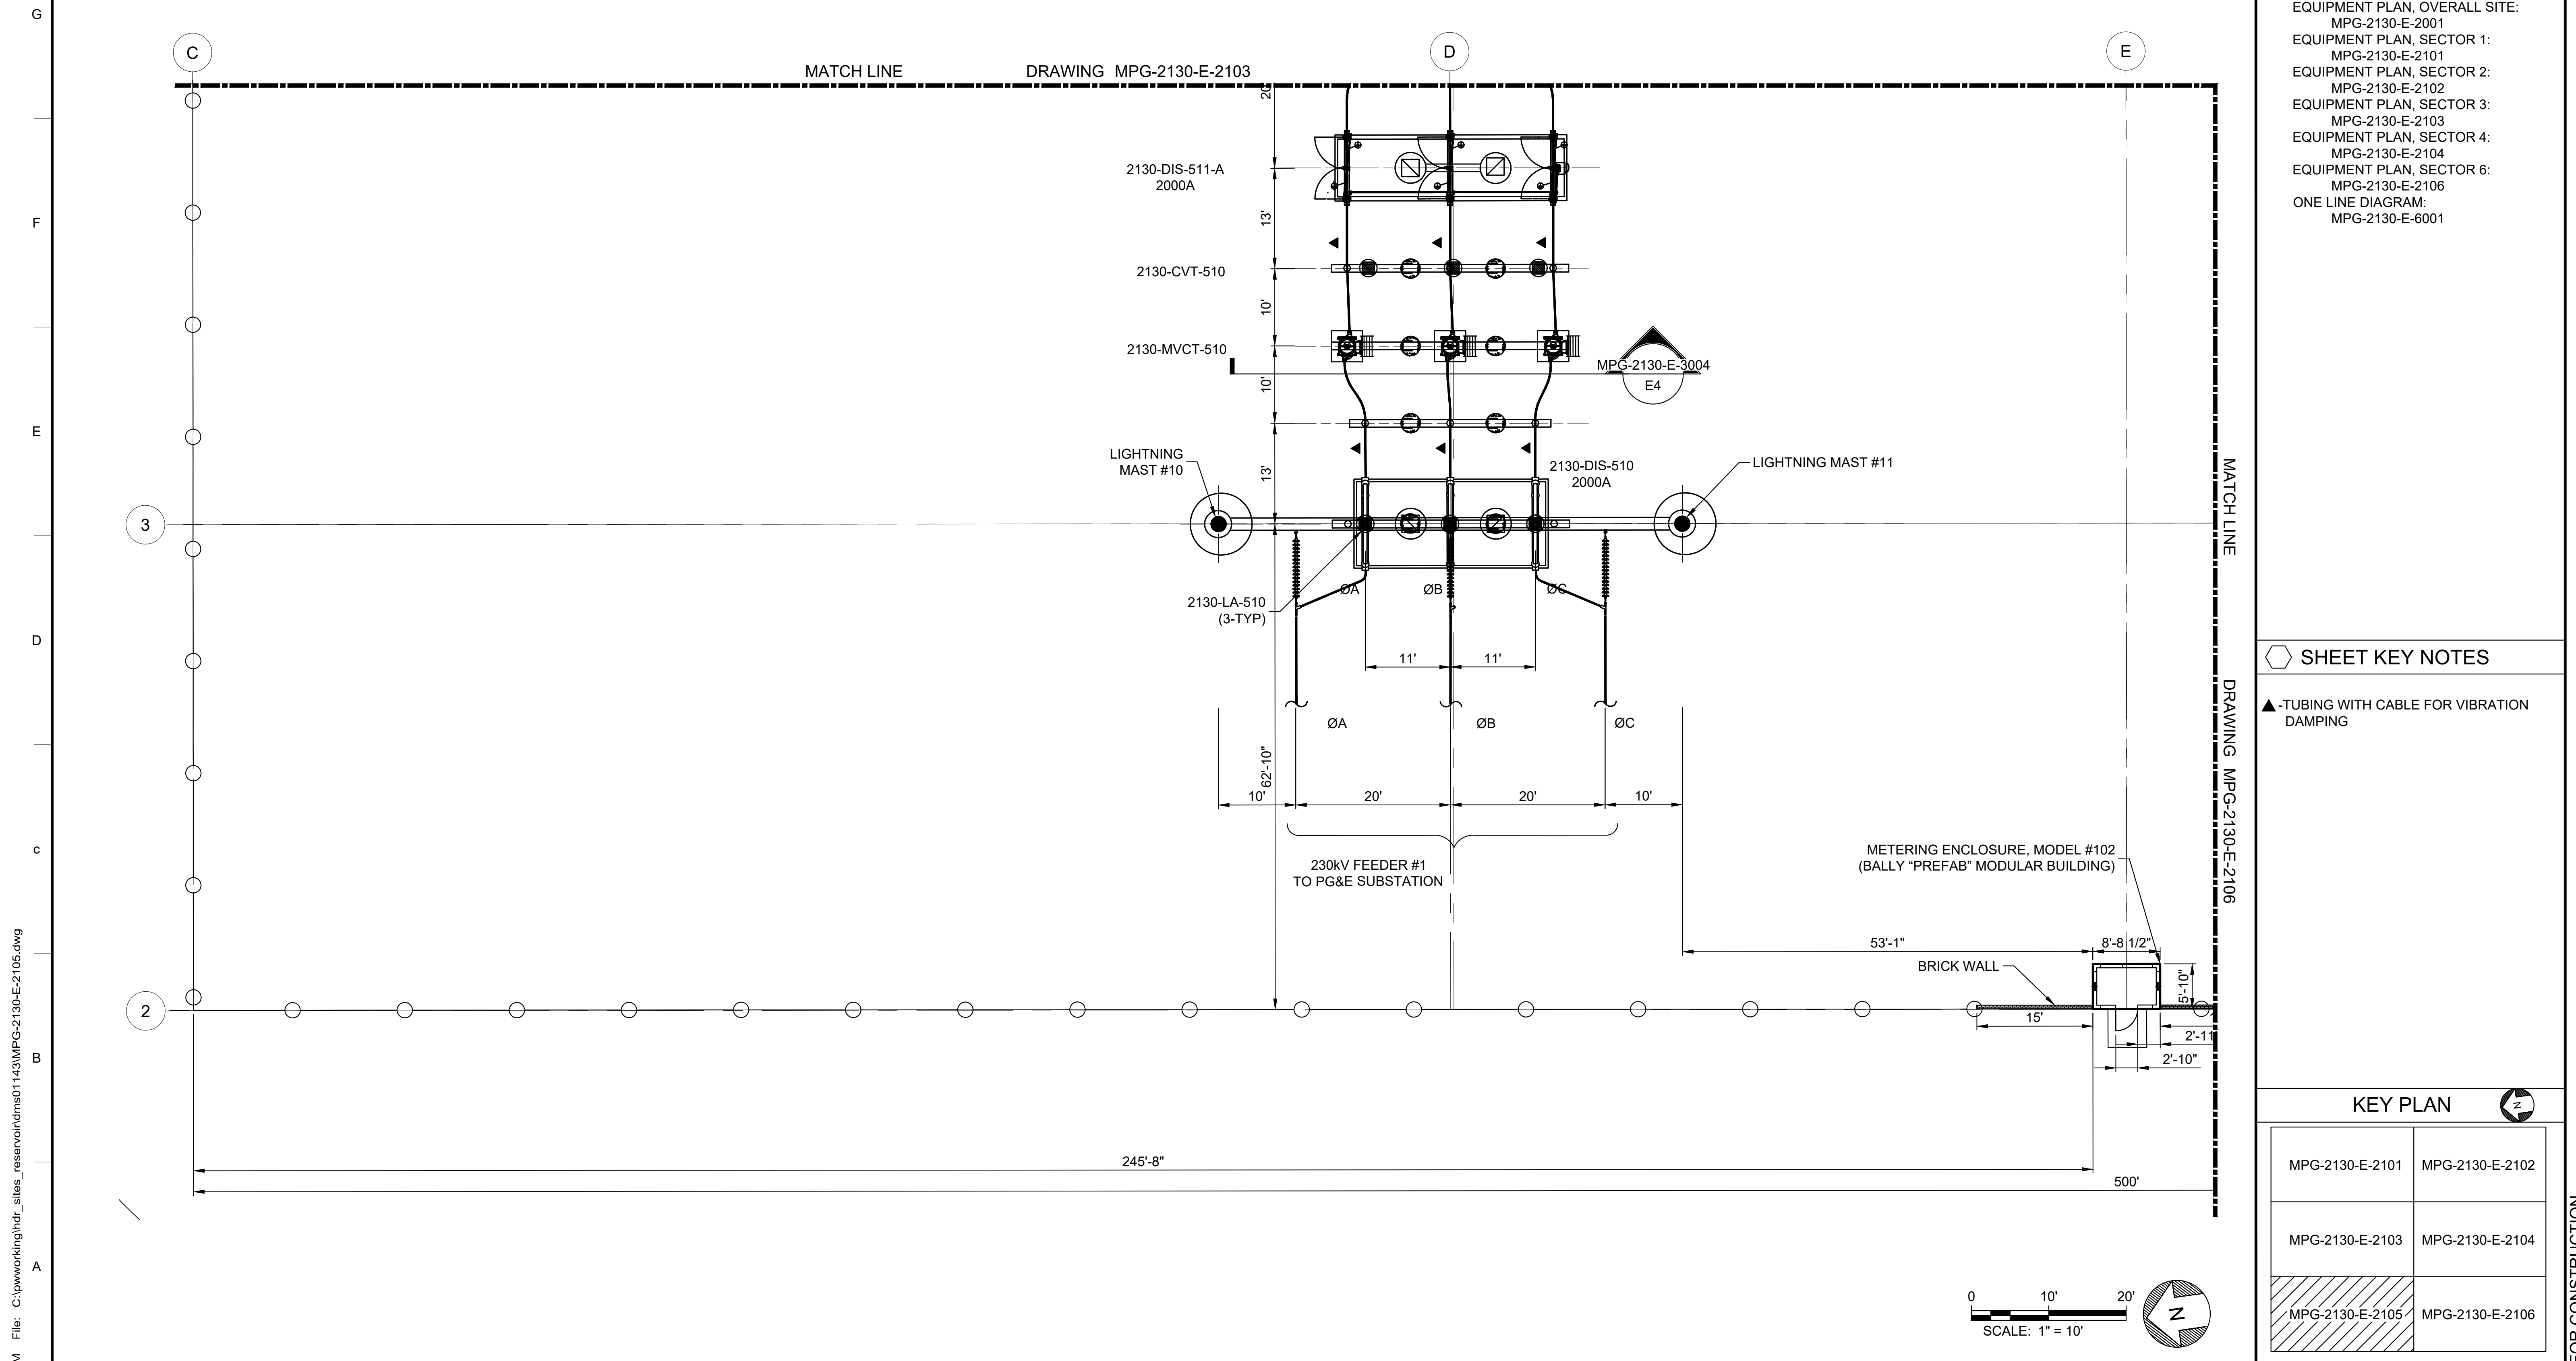 G
F
E
D
c
B
A
C
D
E
3
2
MATCH LINE
DRAWING MPG-2130-E-2103
20'
2130-DIS-511-A
2000A
13'
2130-CVT-510
10'
2130-MVCT-510
MPG-2130-E-3004
E4
10'
LIGHTNING
MAST #10
13'
2130-DIS-510
2000A
LIGHTNING MAST #11
2130-LA-510
(3-TYP)
ØA
ØB
ØC
11'
11'
ØA
ØB
ØC
62'-10"
10'
20'
20'
10'
230kV FEEDER #1
TO PG&E SUBSTATION
METERING ENCLOSURE, MODEL #102
(BALLY “PREFAB” MODULAR BUILDING)
53'-1"
8'-8 1/2"
BRICK WALL
5'-10"
15'
2'-11
2'-10"
245'-8"
500'
0
10'
20'
SCALE: 1" = 10'
N
MATCH LINE
DRAWING MPG-2130-E-2106
EQUIPMENT PLAN, OVERALL SITE:
MPG-2130-E-2001
EQUIPMENT PLAN, SECTOR 1:
MPG-2130-E-2101
EQUIPMENT PLAN, SECTOR 2:
MPG-2130-E-2102
EQUIPMENT PLAN, SECTOR 3:
MPG-2130-E-2103
EQUIPMENT PLAN, SECTOR 4:
MPG-2130-E-2104
EQUIPMENT PLAN, SECTOR 6:
MPG-2130-E-2106
ONE LINE DIAGRAM:
MPG-2130-E-6001
SHEET KEY NOTES
-TUBING WITH CABLE FOR VIBRATION
DAMPING
KEY PLAN
N
MPG-2130-E-2101
MPG-2130-E-2102
MPG-2130-E-2103
MPG-2130-E-2104
MPG-2130-E-2105
MPG-2130-E-2106
M File: C:\pwworking\hdr_sites_reservoir\dms01143\MPG-2130-E-2105.dwg
CONSTRUCTION